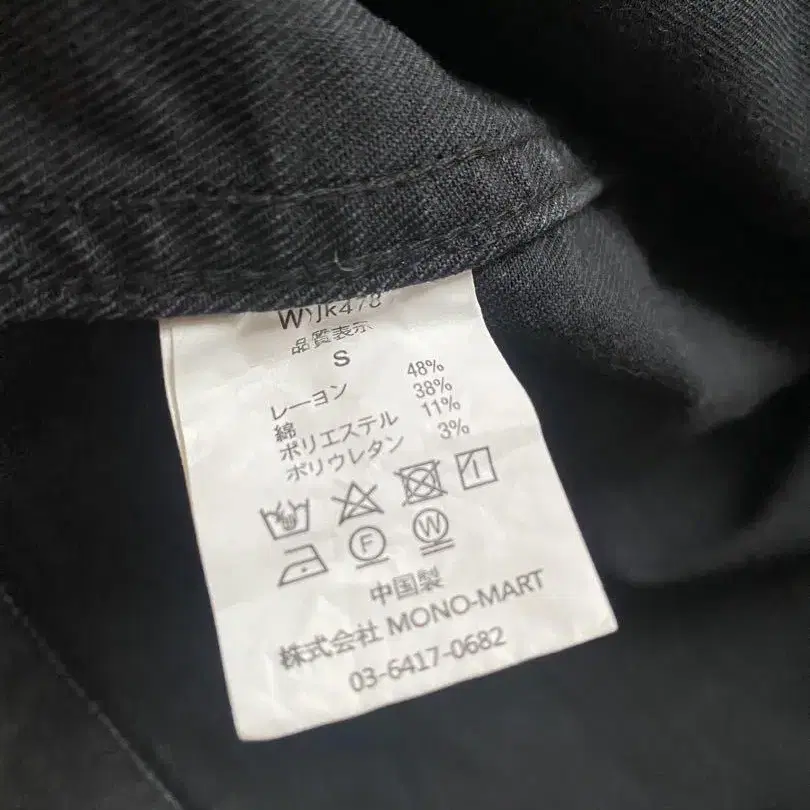 品質表示
S
レーヨン 48%
綿 38%
ポリエステル 11%
ポリウレタン 3%
F W
中国製
株式会社 MONO-MART
03-6417-0682